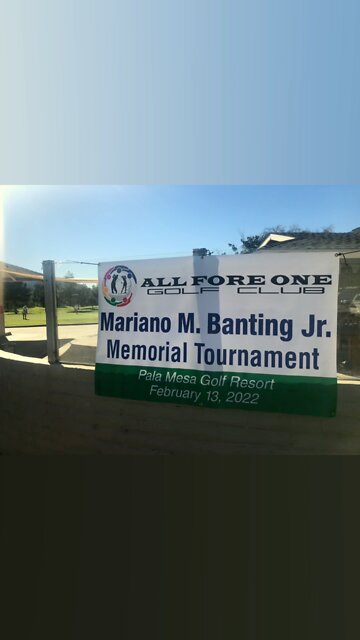 ALL FORE ONE
GOLF CLUB
Mariano M. Banting Jr.
Memorial Tournament
Pala Mesa Golf Resort
February 13, 2022